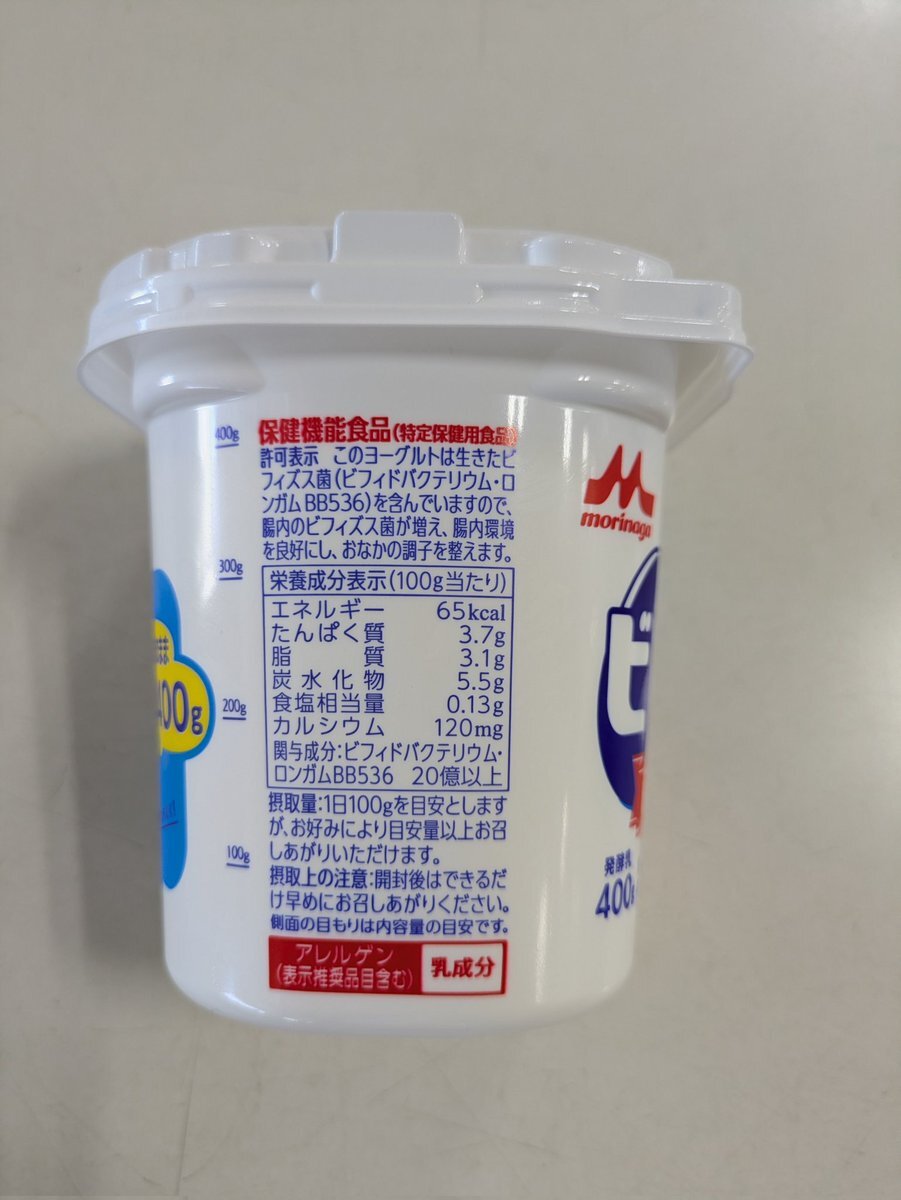 400g
300g
200g
100g
まま
400g
保健機能食品(特定保健用食品)
許可表示 このヨーグルトは生きたビ
フィズス菌(ビフィドバクテリウム・ロ
ンガムBB536)を含んでいますので、
腸内のビフィズス菌が増え、腸内環境
を良好にし、おなかの調子を整えます。
栄養成分表示(100g当たり)
エネルギー 65kcal
たんぱく質 3.7g
脂質 3.1g
炭水化物 5.5g
食塩相当量 0.13g
カルシウム 120mg
関与成分:ビフィドバクテリウム・
ロンガムBB536 20億以上
摂取量:1日100gを目安とします
が、お好みにより目安量以上お召
しあがりいただけます。
摂取上の注意:開封後はできるだ
け早めにお召しあがりください。
側面の目もりは内容量の目安です。
アレルゲン
(表示推奨品目含む)
乳成分
morinaga
ビ
発酵乳
400g